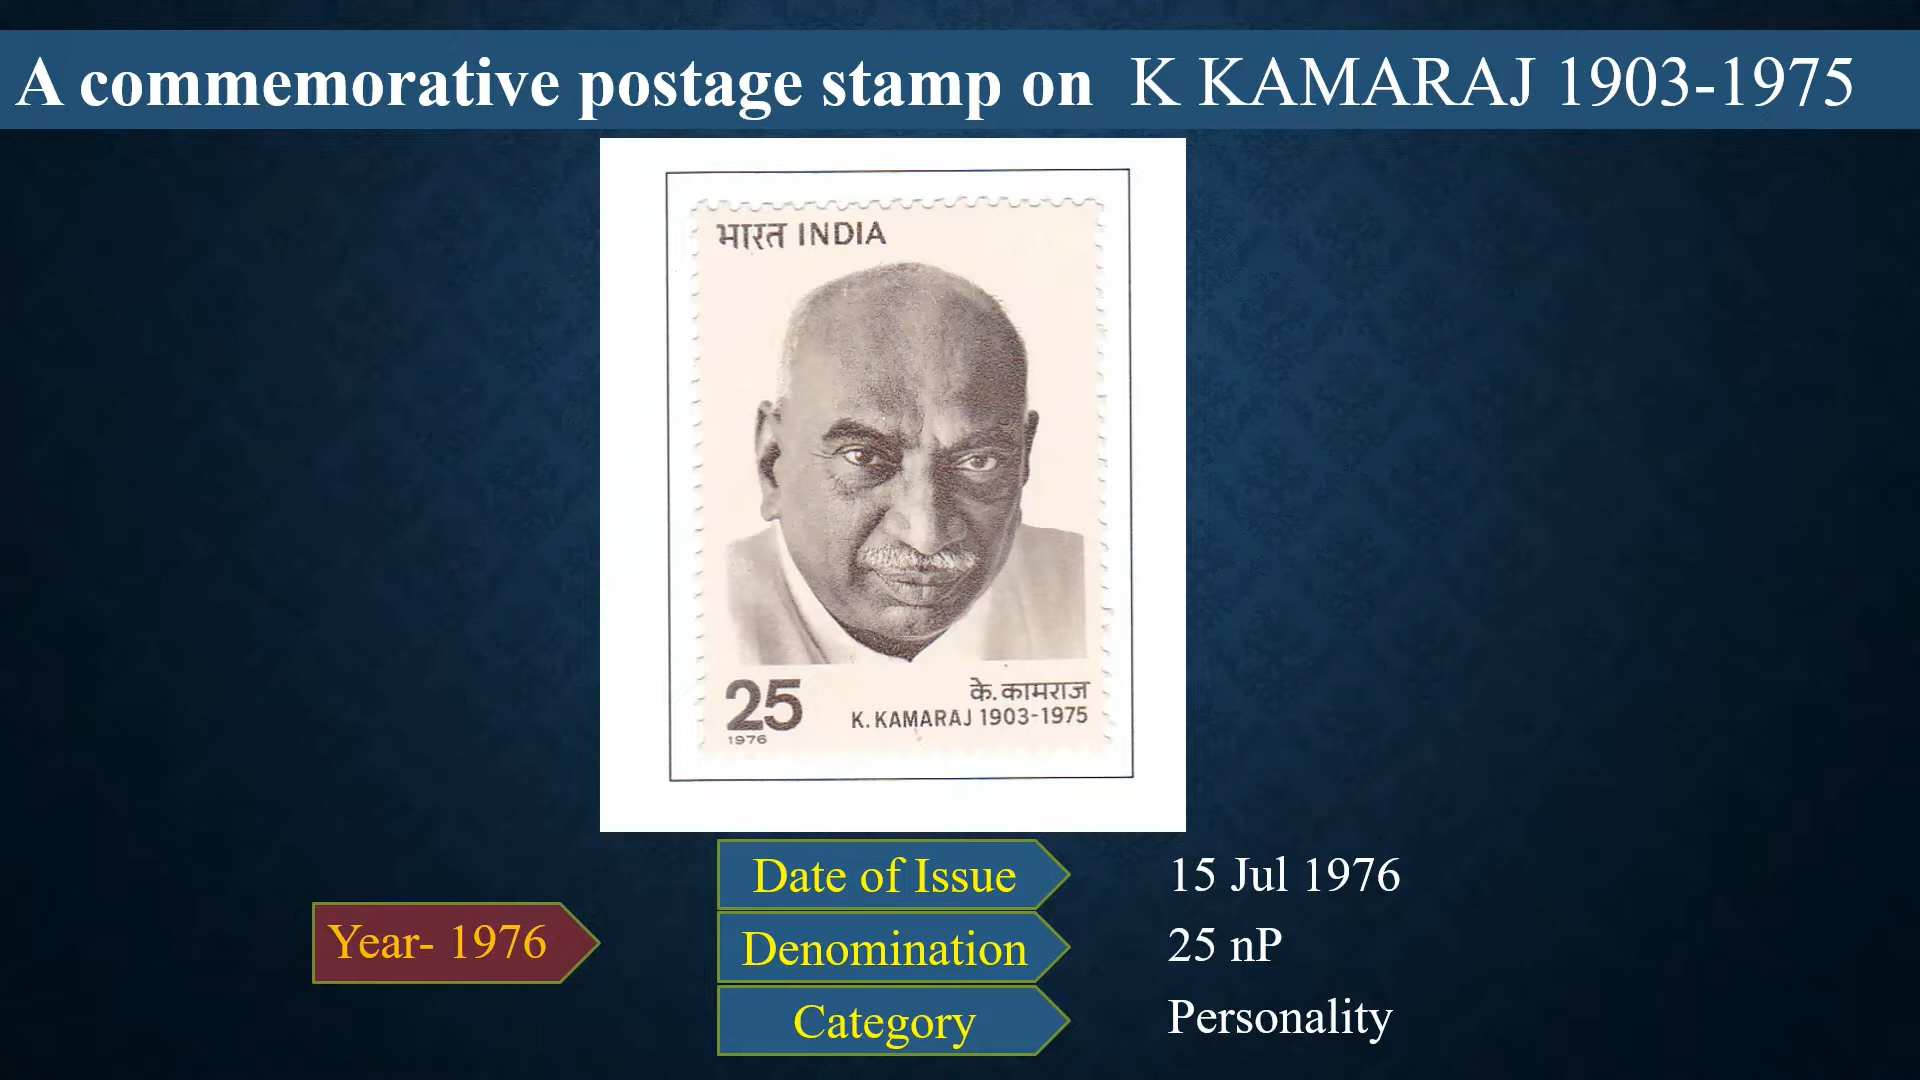 A commemorative postage stamp on K KAMARAJ 1903-1975
भारत INDIA
25
1976
के. कामराज
K. KAMARAJ 1903-1975
Date of Issue 15 Jul 1976
Year- 1976
Denomination 25 nP
Category Personality